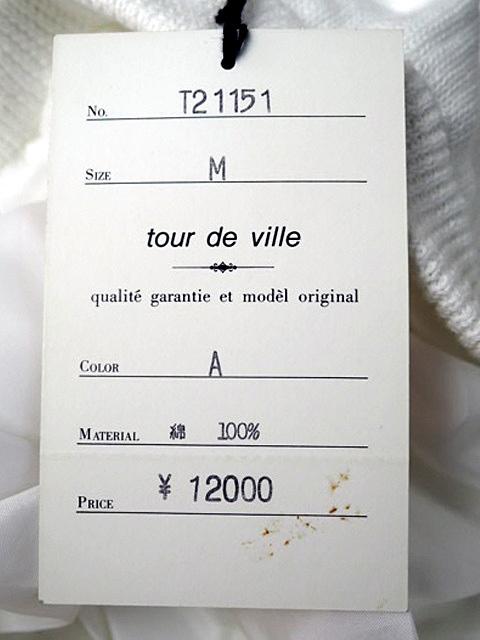 No. T21151
SIZE M
tour de ville
qualité garantie et modèl original
COLOR A
MATERIAL 綿 100%
PRICE ¥ 12000